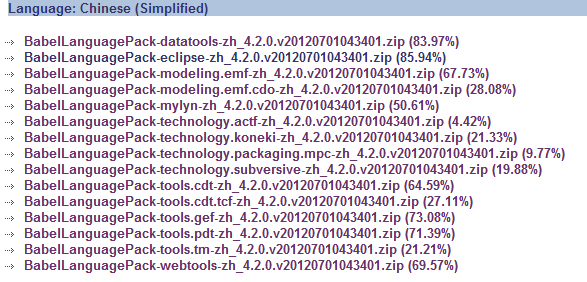 Language: Chinese (Simplified)
BabelLanguagePack-datatools-zh_4.2.0.v20120701043401.zip (83.97%)
BabelLanguagePack-eclipse-zh_4.2.0.v20120701043401.zip (85.94%)
BabelLanguagePack-modeling.emf-zh_4.2.0.v20120701043401.zip (67.73%)
BabelLanguagePack-modeling.emf.cdo-zh_4.2.0.v20120701043401.zip (28.08%)
BabelLanguagePack-mylyn-zh_4.2.0.v20120701043401.zip (50.61%)
BabelLanguagePack-technology.actf-zh_4.2.0.v20120701043401.zip (4.42%)
BabelLanguagePack-technology.koneki-zh_4.2.0.v20120701043401.zip (21.33%)
BabelLanguagePack-technology.packaging.mpc-zh_4.2.0.v20120701043401.zip (9.77%)
BabelLanguagePack-technology.subversive-zh_4.2.0.v20120701043401.zip (19.88%)
BabelLanguagePack-tools.cdt-zh_4.2.0.v20120701043401.zip (64.59%)
BabelLanguagePack-tools.cdt.tcf-zh_4.2.0.v20120701043401.zip (27.11%)
BabelLanguagePack-tools.gef-zh_4.2.0.v20120701043401.zip (73.08%)
BabelLanguagePack-tools.pdt-zh_4.2.0.v20120701043401.zip (71.39%)
BabelLanguagePack-tools.tm-zh_4.2.0.v20120701043401.zip (21.21%)
BabelLanguagePack-webtools-zh_4.2.0.v20120701043401.zip (69.57%)